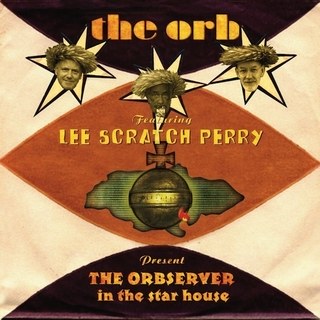 the orb
Featuring
LEE SCRATCH PERRY
Present
THE ORBSERVER
in the star house